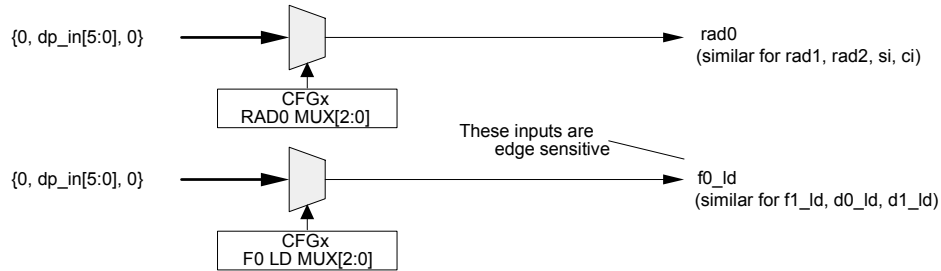 {0, dp_in[5:0], 0}
rad0
(similar for rad1, rad2, si, ci)
CFGx
RAD0 MUX[2:0]
These inputs are
edge sensitive
{0, dp_in[5:0], 0}
f0_ld
(similar for f1_ld, d0_ld, d1_ld)
CFGx
F0 LD MUX[2:0]